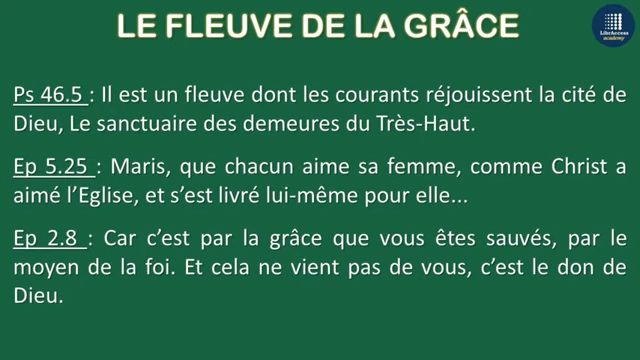 LE FLEUVE DE LA GRÂCE
LibrAccess
academy
Ps 46.5 : Il est un fleuve dont les courants réjouissent la cité de
Dieu, Le sanctuaire des demeures du Très-Haut.
Ep 5.25 : Maris, que chacun aime sa femme, comme Christ a
aimé l’Eglise, et s’est livré lui-même pour elle...
Ep 2.8 : Car c’est par la grâce que vous êtes sauvés, par le
moyen de la foi. Et cela ne vient pas de vous, c’est le don de
Dieu.